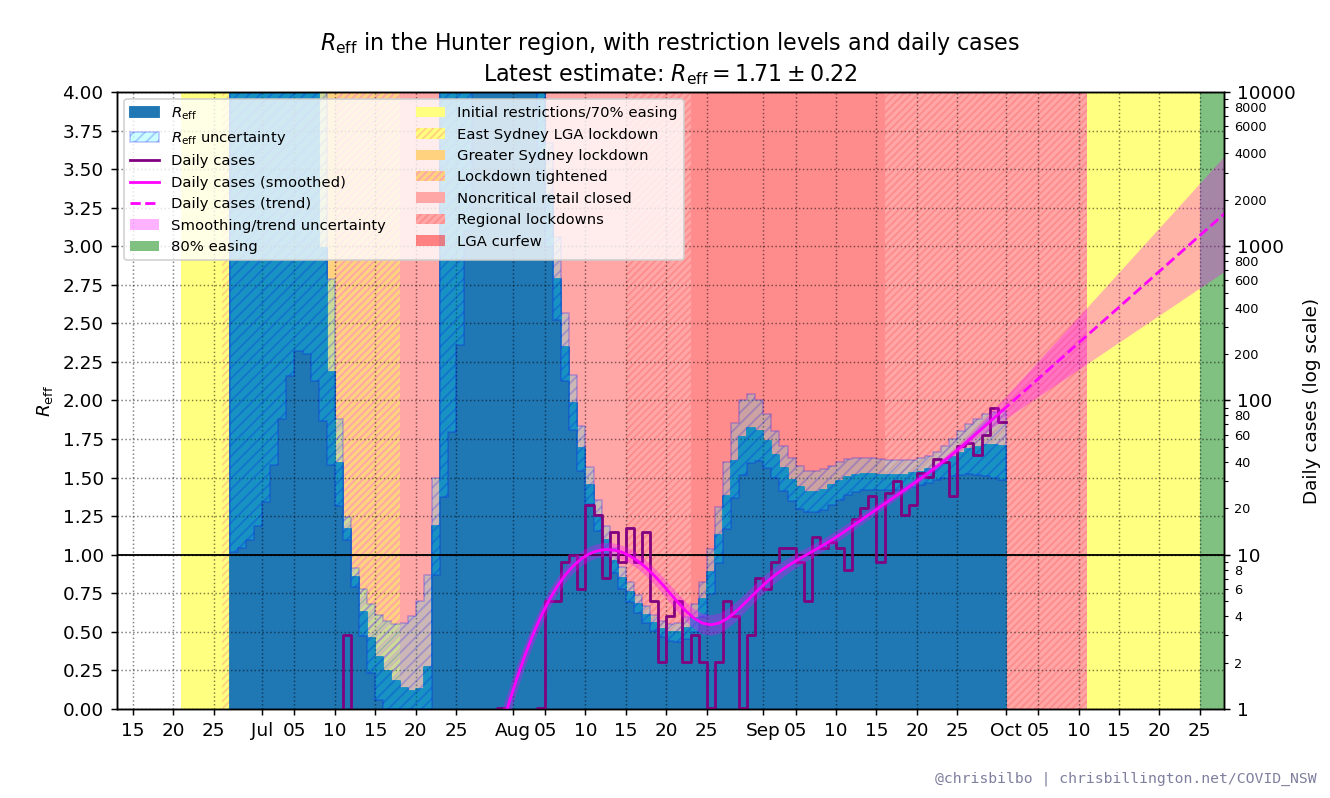 R_eff in the Hunter region, with restriction levels and daily cases
Latest estimate: R_eff = 1.71 ± 0.22
R_eff
R_eff uncertainty
Daily cases
Daily cases (smoothed)
Daily cases (trend)
Smoothing/trend uncertainty
80% easing
Initial restrictions/70% easing
East Sydney LGA lockdown
Greater Sydney lockdown
Lockdown tightened
Noncritical retail closed
Regional lockdowns
LGA curfew
R_eff
4.00
3.75
3.50
3.25
3.00
2.75
2.50
2.25
2.00
1.75
1.50
1.25
1.00
0.75
0.50
0.25
0.00
10000
8000
6000
4000
2000
1000
800
600
400
200
100
80
60
40
20
10
8
6
4
2
1
Daily cases (log scale)
15 20 25 Jul 05 10 15 20 25 Aug 05 10 15 20 25 Sep 05 10 15 20 25 Oct 05 10 15 20 25
@chrisbilbo | chrisbillington.net/COVID_NSW